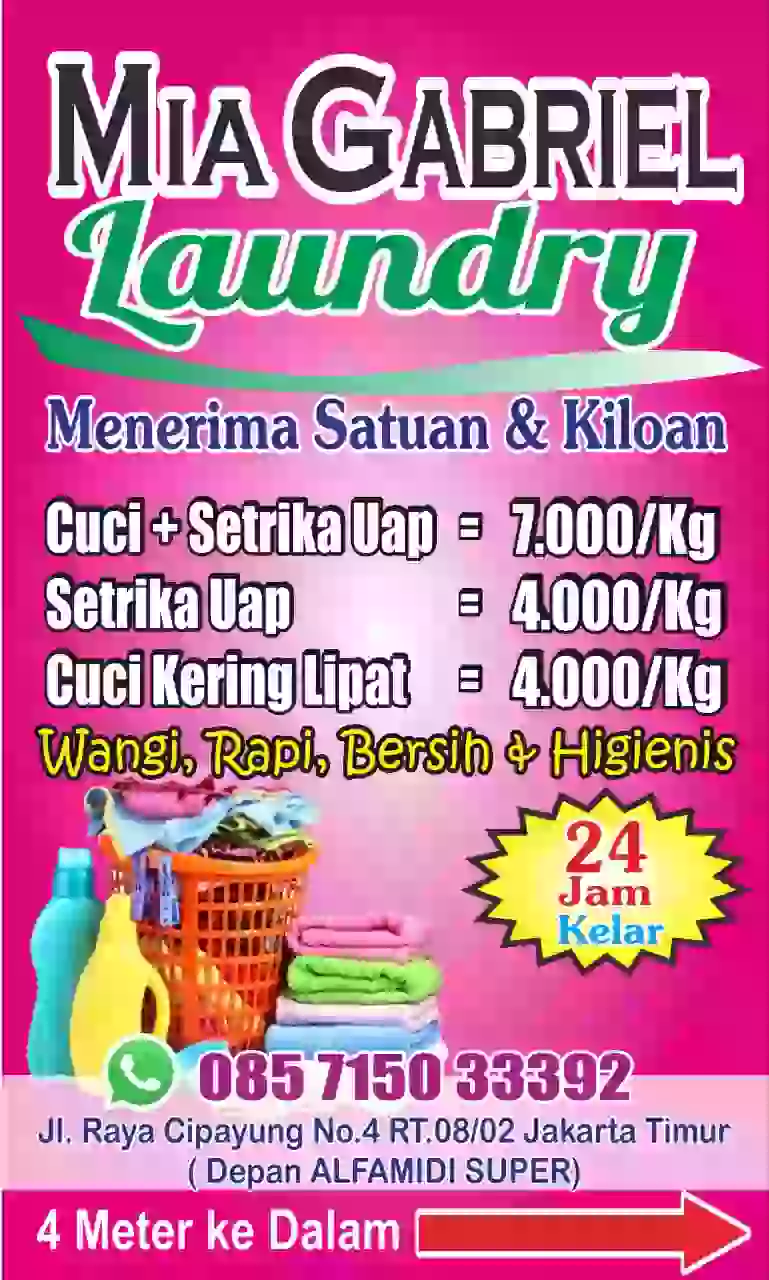 MIA GABRIEL
Laundry
Menerima Satuan & Kiloan
Cuci + Setrika Uap = 7.000/Kg
Setrika Uap = 4.000/Kg
Cuci Kering Lipat = 4.000/Kg
Wangi, Rapi, Bersih & Higienis
24
Jam
Kelar
085 7150 33392
Jl. Raya Cipayung No.4 RT.08/02 Jakarta Timur
( Depan ALFAMIDI SUPER)
4 Meter ke Dalam